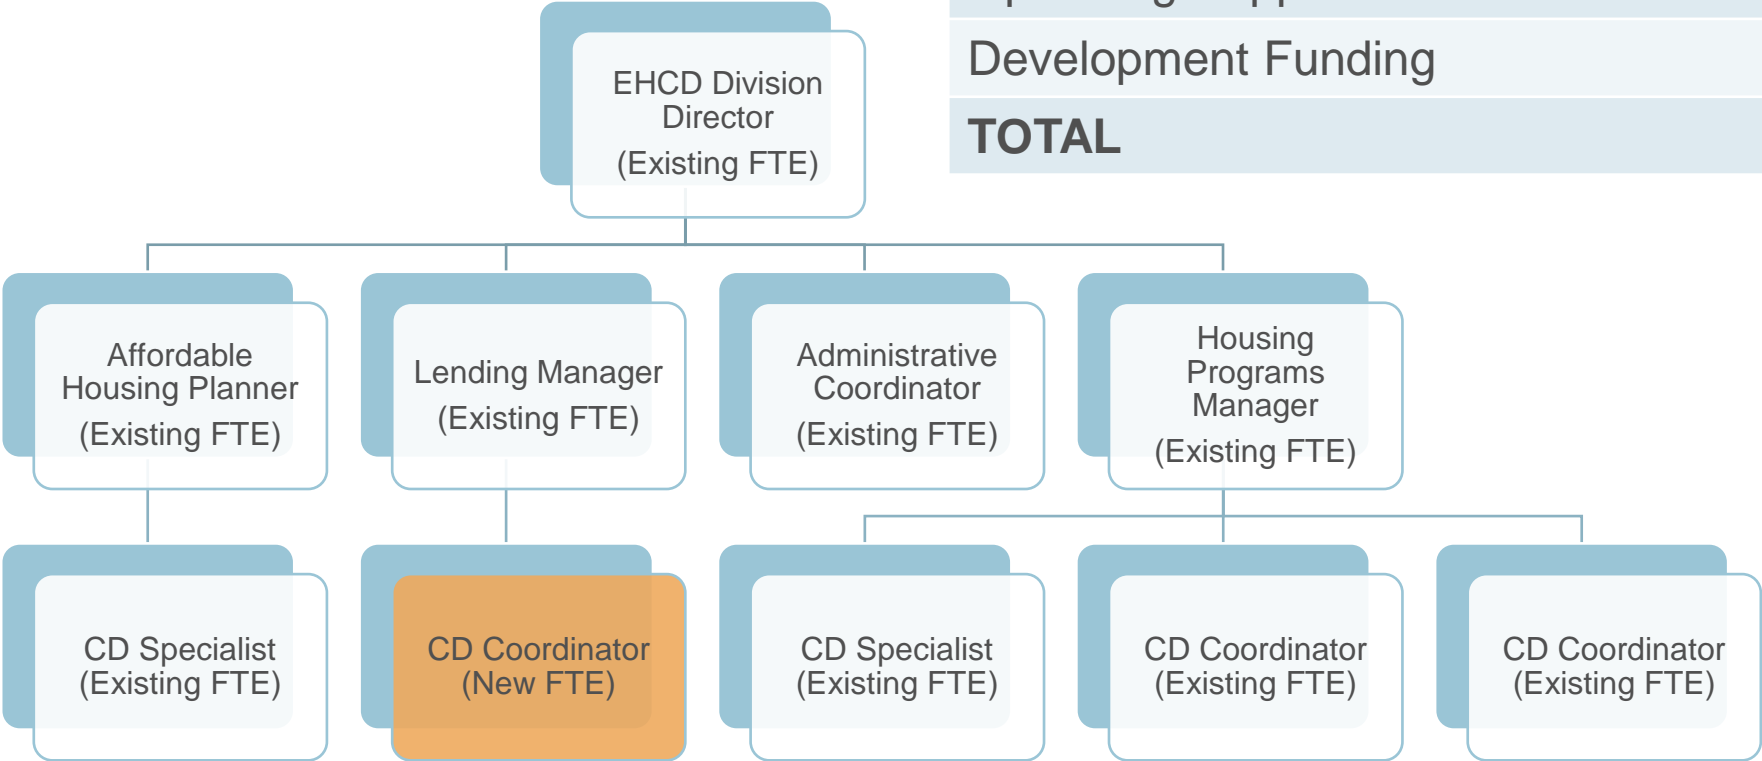 Development Funding
TOTAL
EHCD Division
Director
(Existing FTE)
Affordable
Housing Planner
(Existing FTE)
Lending Manager
(Existing FTE)
Administrative
Coordinator
(Existing FTE)
Housing
Programs
Manager
(Existing FTE)
CD Specialist
(Existing FTE)
CD Coordinator
(New FTE)
CD Specialist
(Existing FTE)
CD Coordinator
(Existing FTE)
CD Coordinator
(Existing FTE)